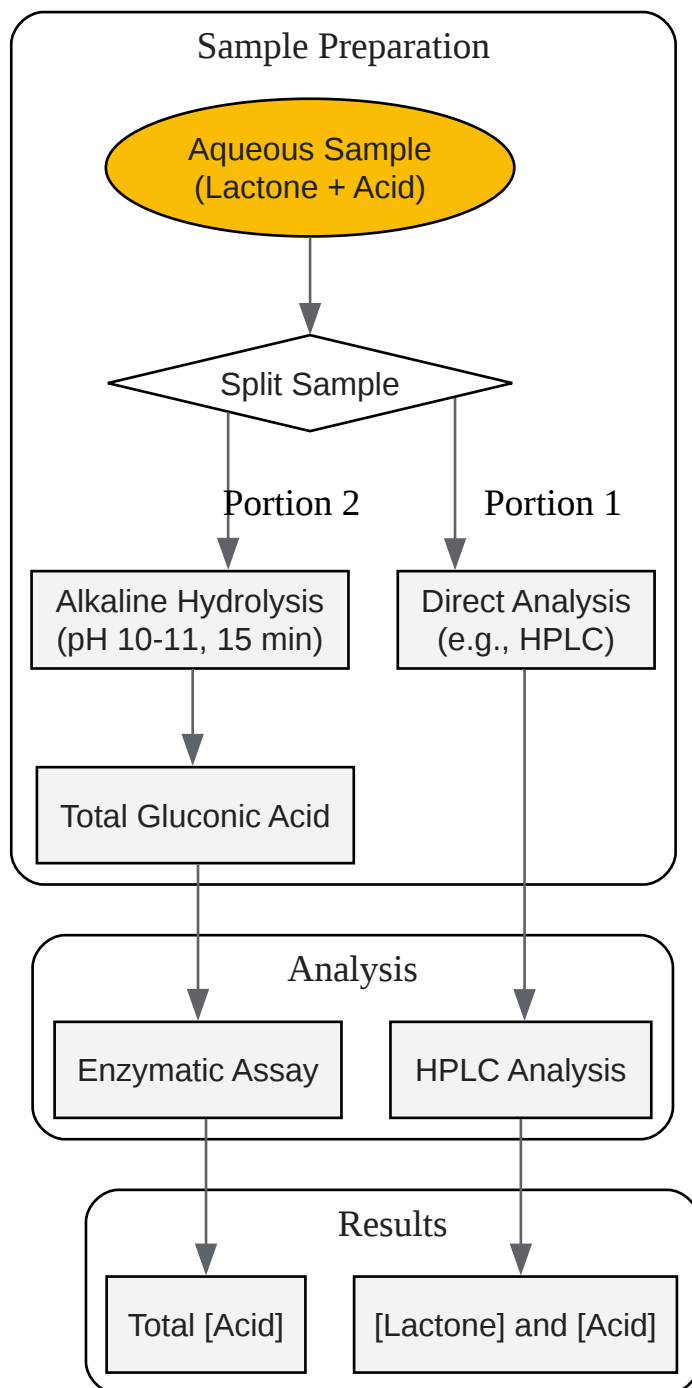 Sample Preparation
Aqueous Sample
(Lactone + Acid)
Split Sample
Portion 2
Portion 1
Alkaline Hydrolysis
(pH 10-11, 15 min)
Direct Analysis
(e.g., HPLC)
Total Gluconic Acid
Analysis
Enzymatic Assay
HPLC Analysis
Results
Total [Acid]
[Lactone] and [Acid]